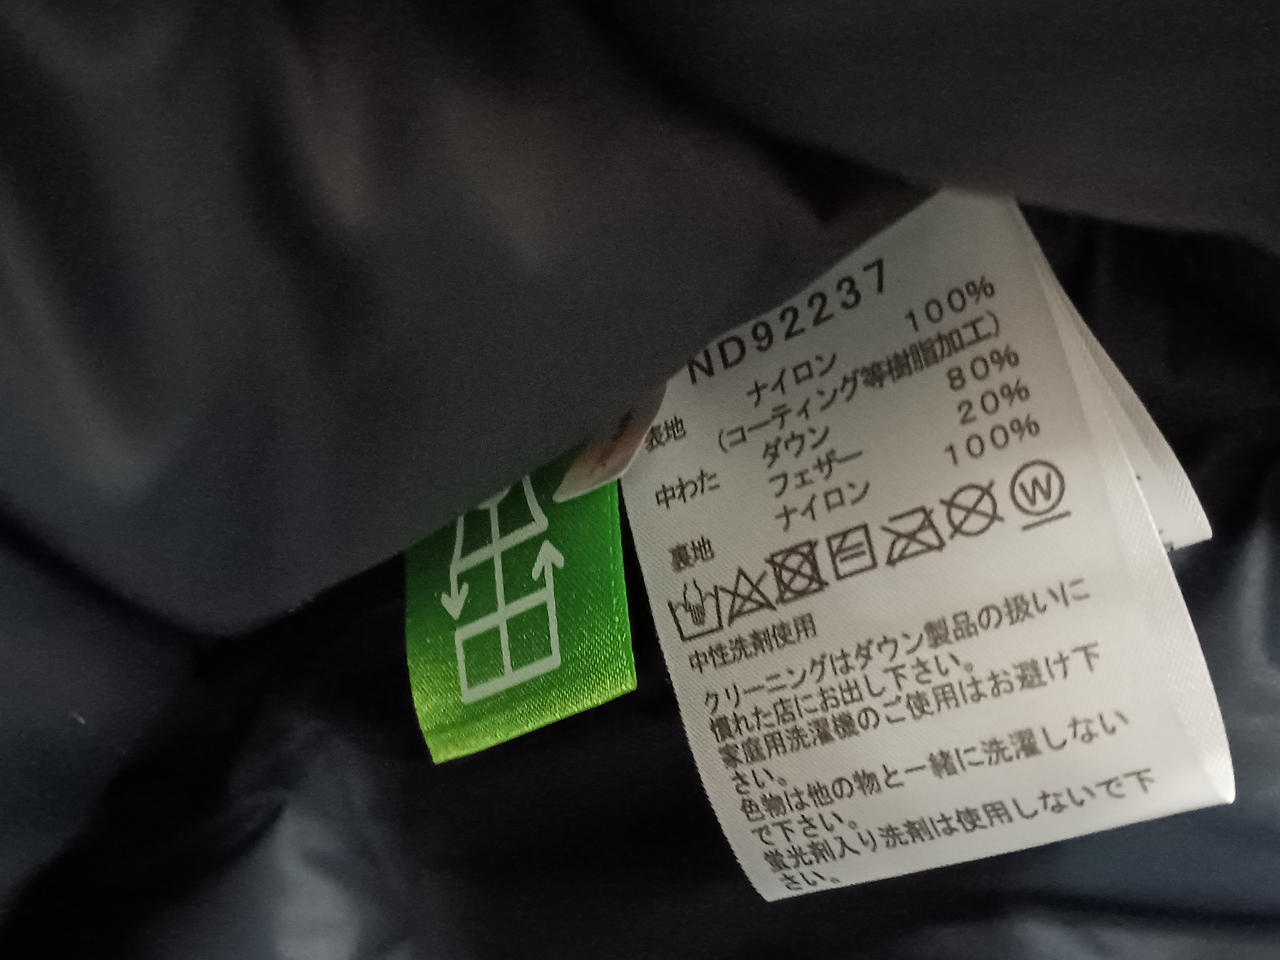 ND92237
表地 ナイロン 100%
(コーティング等樹脂加工)
中わた ダウン 80%
フェザー 20%
裏地 ナイロン 100%
W
中性洗剤使用
クリーニングはダウン製品の扱いに
慣れた店にお出し下さい。
家庭用洗濯機のご使用はお避け下
さい。
色物は他の物と一緒に洗濯しない
で下さい。
蛍光剤入り洗剤は使用しないで下
さい。